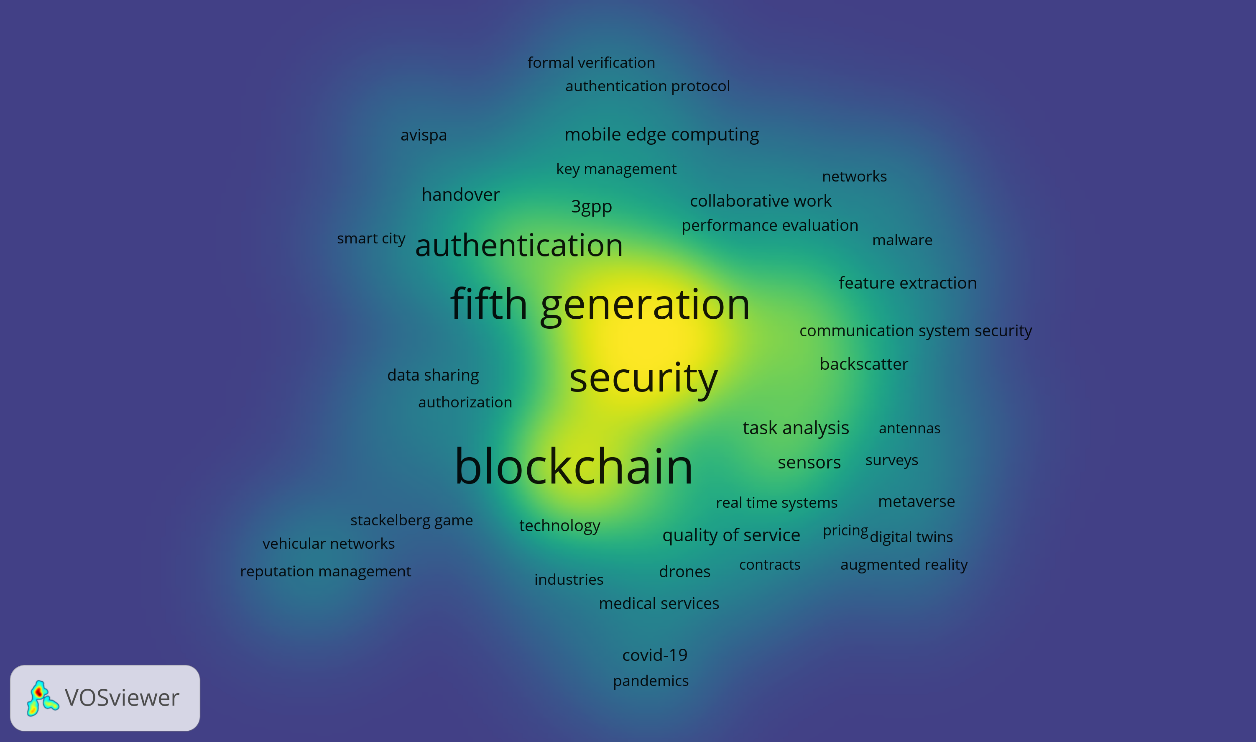 formal verification
authentication protocol
avispa
mobile edge computing
key management
networks
handover
collaborative work
3gpp
performance evaluation
smart city
authentication
malware
feature extraction
fifth generation
communication system security
backscatter
data sharing
security
authorization
task analysis
antennas
sensors
surveys
blockchain
real time systems
metaverse
stackelberg game
technology
quality of service
pricing
digital twins
vehicular networks
contracts
augmented reality
reputation management
industries
drones
medical services
covid-19
pandemics
VOSviewer